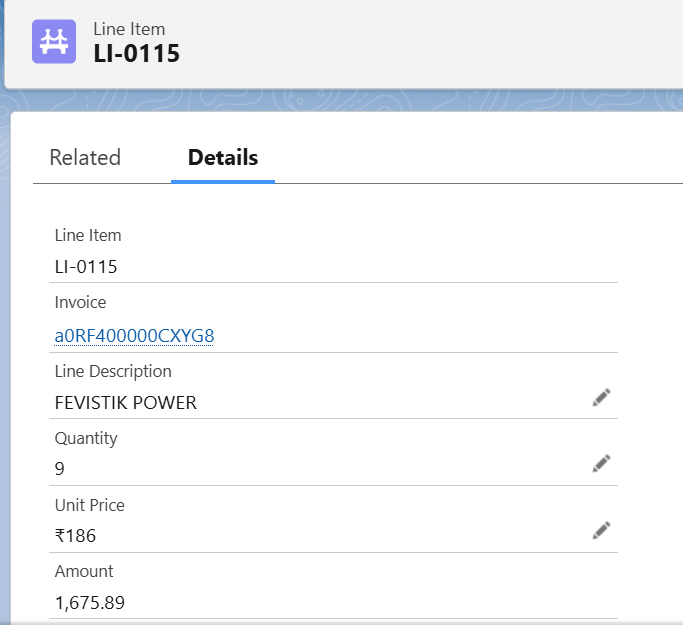 Line Item
LI-0115
Related
Details
Line Item
LI-0115
Invoice
a0RF400000CXYG8
Line Description
FEVISTIK POWER
Quantity
9
Unit Price
₹186
Amount
1,675.89